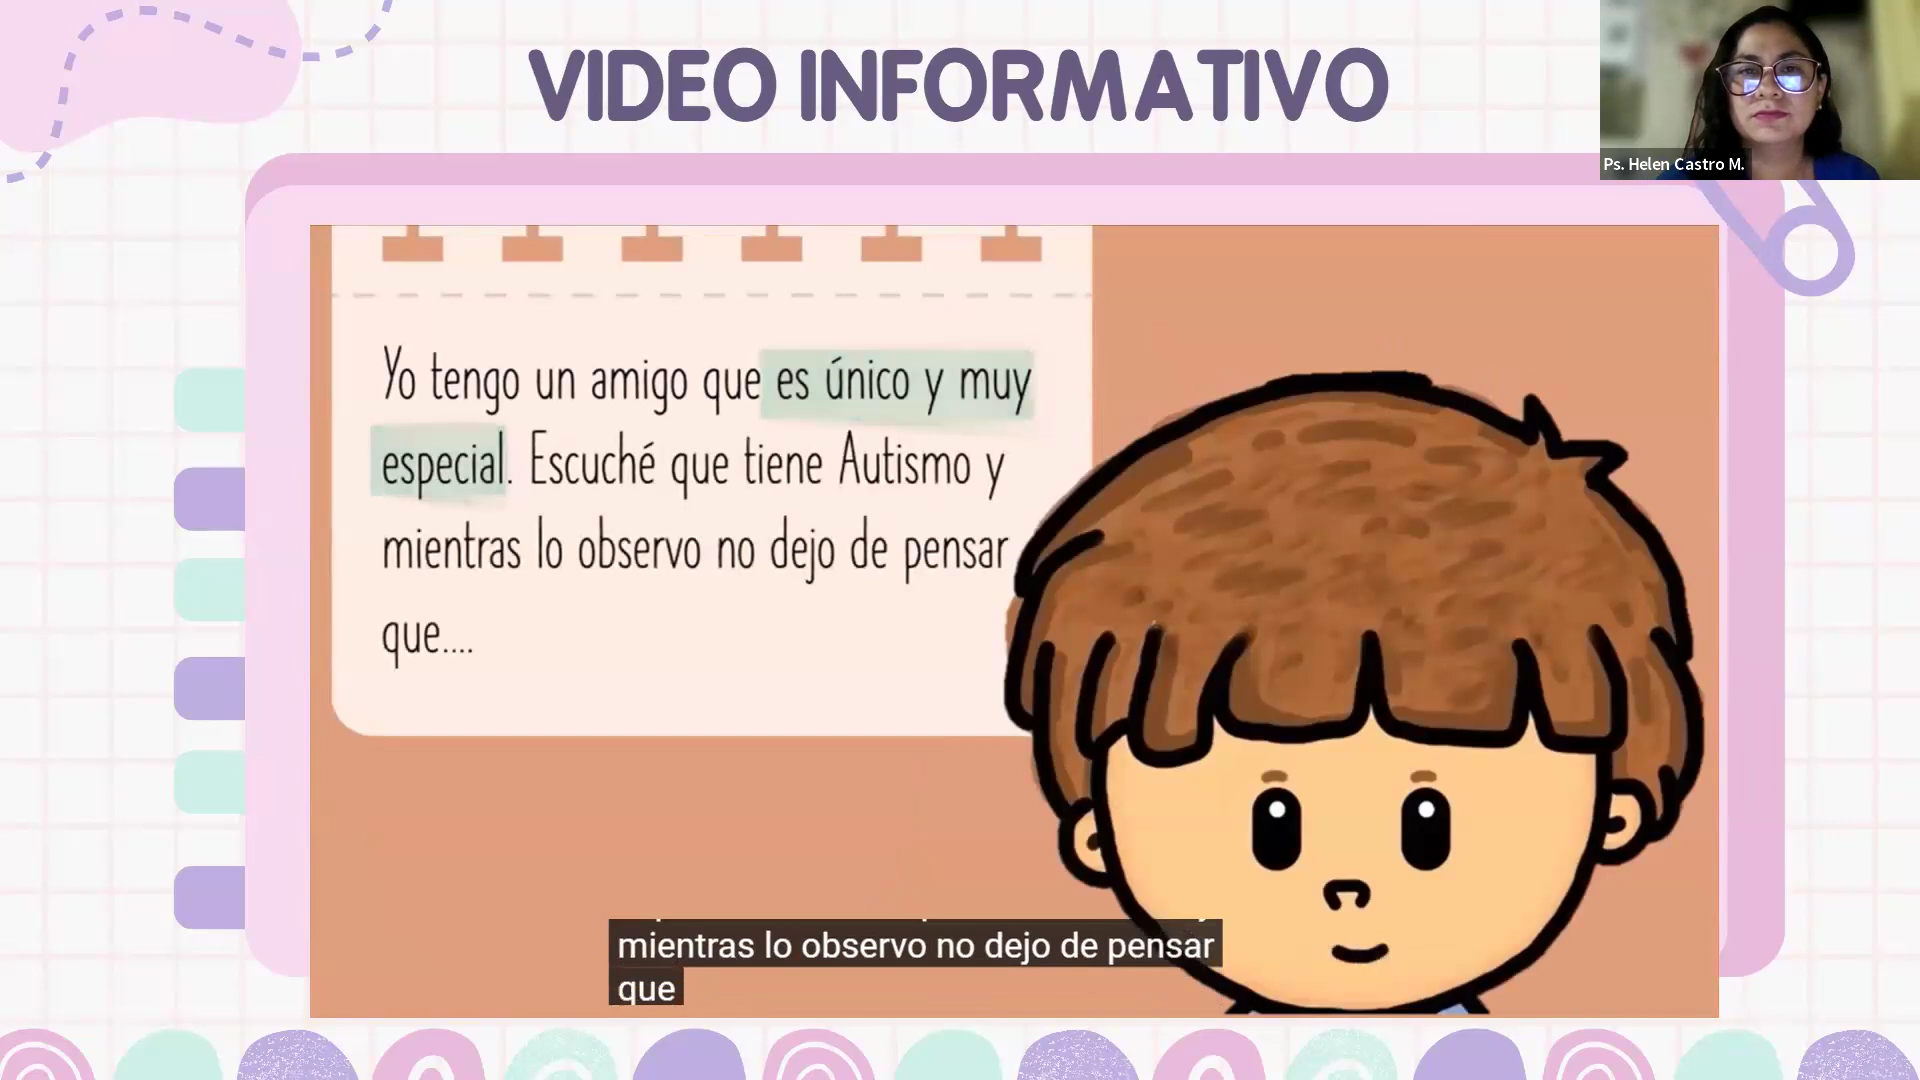 VIDEO INFORMATIVO
Ps. Helen Castro M.
Yo tengo un amigo que es único y muy
especial. Escuché que tiene Autismo y
mientras lo observo no dejo de pensar
que....
mientras lo observo no dejo de pensar
que